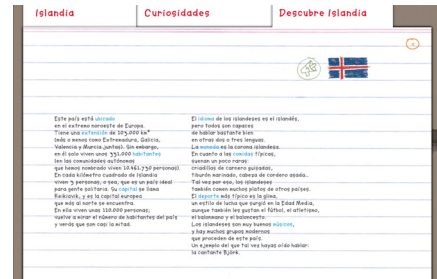 Islandia
Curiosidades
Descubre Islandia
Este país está ubicado
en el extremo noroeste de Europa.
Tiene una extensión de 103.000 km²
(más o menos como Extremadura, Galicia,
Valencia y Murcia juntas). Sin embargo,
en él solo viven unos 331.000 habitantes
(en las comunidades autónomas
que hemos nombrado viven 10.961.730 personas).
En cada kilómetro cuadrado de Islandia
viven 3 personas, o sea, que es un país ideal
para gente solitaria. Su capital se llama
Reikiavik, y es la capital europea
que más al norte se encuentra.
En ella viven unas 110.000 personas;
vuelve a mirar el número de habitantes del país
y verás que son casi la mitad.
El idioma de los islandeses es el islandés,
pero todos son capaces
de hablar bastante bien
en otras dos o tres lenguas.
La moneda es la corona islandesa.
En cuanto a las comidas típicas,
suenan un poco raras:
criadillas de carnero guisadas,
tiburón marinado, cabeza de cordero asada...
Tal vez por eso, los islandeses
también comen muchos platos de otros países.
El deporte más típico es la glima,
un estilo de lucha que surgió en la Edad Media,
aunque también les gustan el fútbol, el atletismo,
el balonmano y el baloncesto.
Los islandeses son muy buenos músicos,
y hay muchos grupos modernos
que proceden de este país.
Un ejemplo del que tal vez hayas oído hablar:
la cantante Björk.